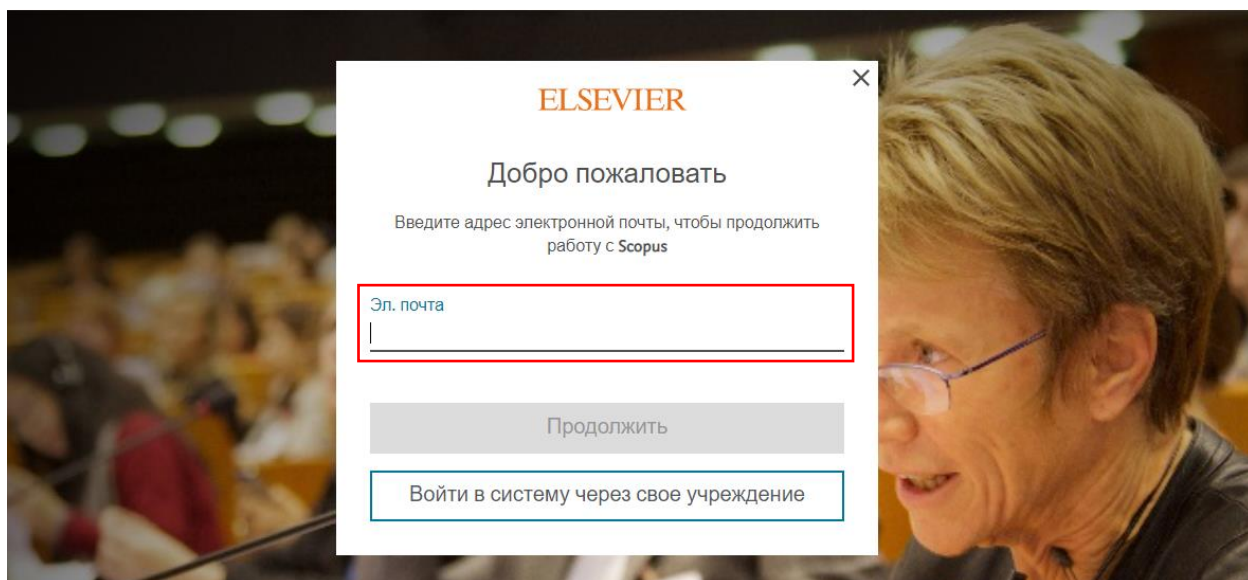 ELSEVIER
Добро пожаловать
Введите адрес электронной почты, чтобы продолжить
работу с Scopus
Эл. почта
Продолжить
Войти в систему через свое учреждение